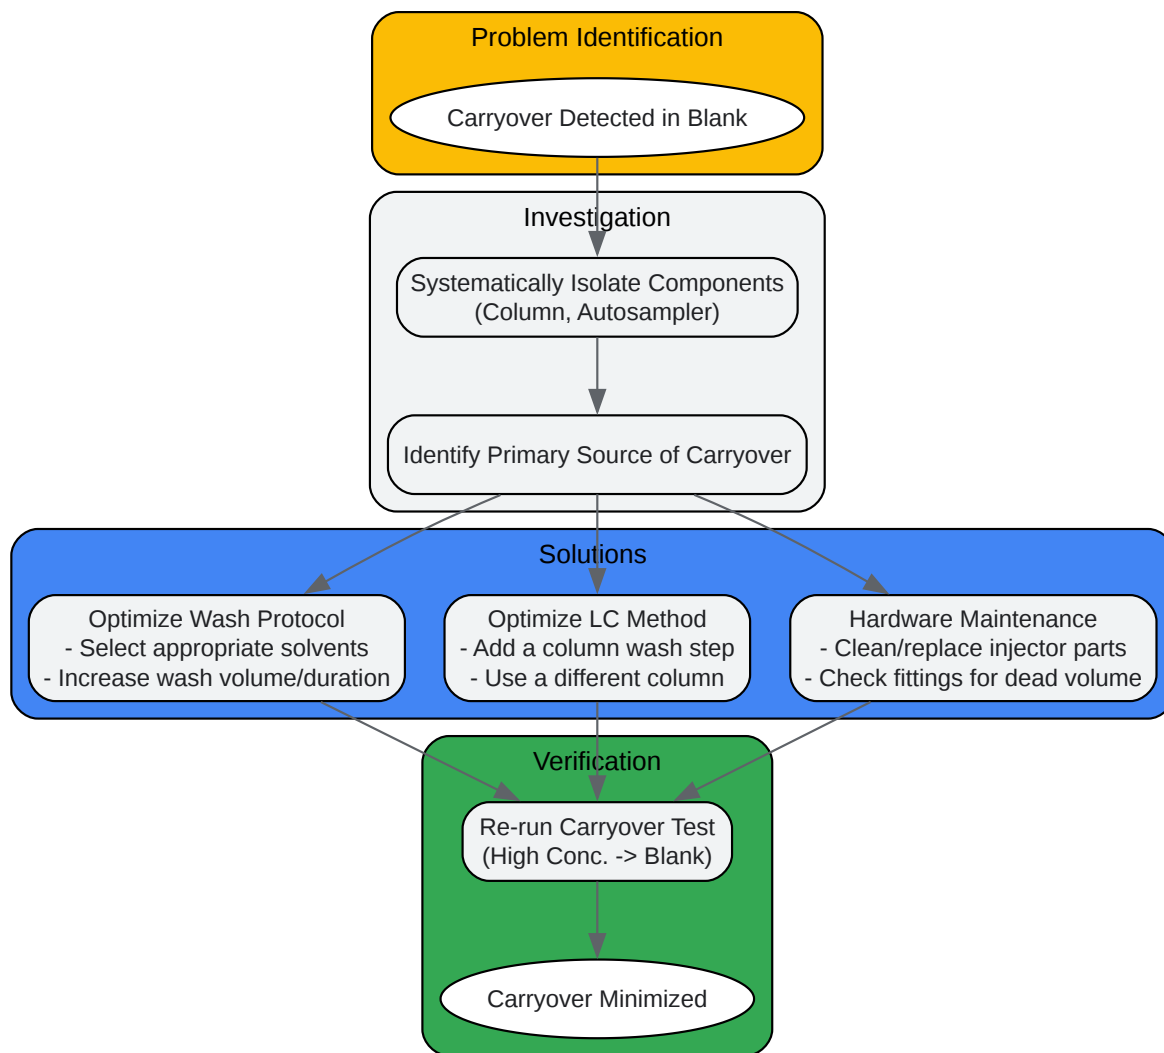 Problem Identification
Carryover Detected in Blank
Investigation
Systematically Isolate Components
(Column, Autosampler)
Identify Primary Source of Carryover
Solutions
Optimize Wash Protocol
- Select appropriate solvents
- Increase wash volume/duration
Optimize LC Method
- Add a column wash step
- Use a different column
Hardware Maintenance
- Clean/replace injector parts
- Check fittings for dead volume
Verification
Re-run Carryover Test
(High Conc. -> Blank)
Carryover Minimized